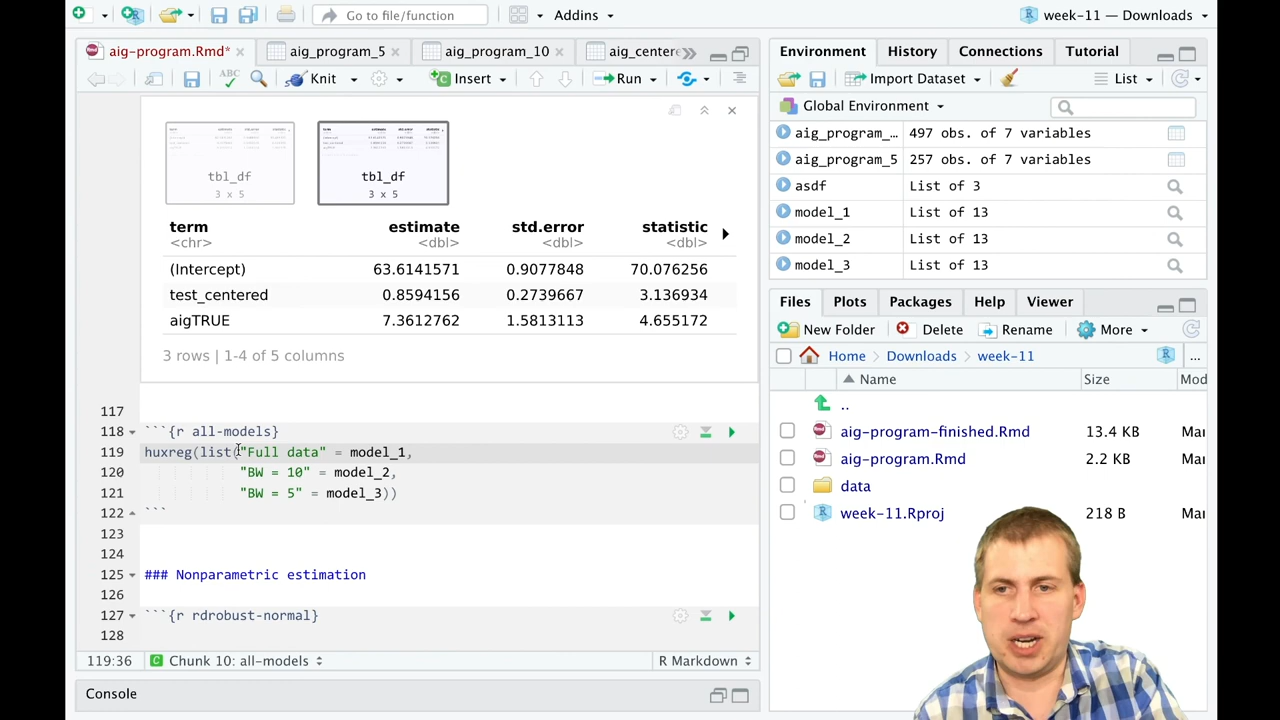 Go to file/function
Addins
week-11 — Downloads
aig-program.Rmd*
aig_program_5
aig_program_10
aig_center
Knit
Insert
Run
ABC
tbl_df
3 x 5
tbl_df
3 x 5
term estimate std.error statistic
<chr> <dbl> <dbl> <dbl>
(Intercept) 63.6141571 0.9077848 70.076256
test_centered 0.8594156 0.2739667 3.136934
aigTRUE 7.3612762 1.5813113 4.655172
3 rows | 1-4 of 5 columns
117
118 ```{r all-models}
119 huxreg(list("Full data" = model_1,
120 "BW = 10" = model_2,
121 "BW = 5" = model_3))
122 ```
123
124
125 ### Nonparametric estimation
126
127 ```{r rdrobust-normal}
128
119:36 Chunk 10: all-models R Markdown
Console
Environment History Connections Tutorial
Import Dataset List
Global Environment
aig_program_… 497 obs. of 7 variables
aig_program_5 257 obs. of 7 variables
asdf List of 3
model_1 List of 13
model_2 List of 13
model_3 List of 13
Files Plots Packages Help Viewer
New Folder Delete Rename More
Home > Downloads > week-11 ...
Name Size Mod
..
aig-program-finished.Rmd 13.4 KB Mar
aig-program.Rmd 2.2 KB Mar
data
week-11.Rproj 218 B Mar